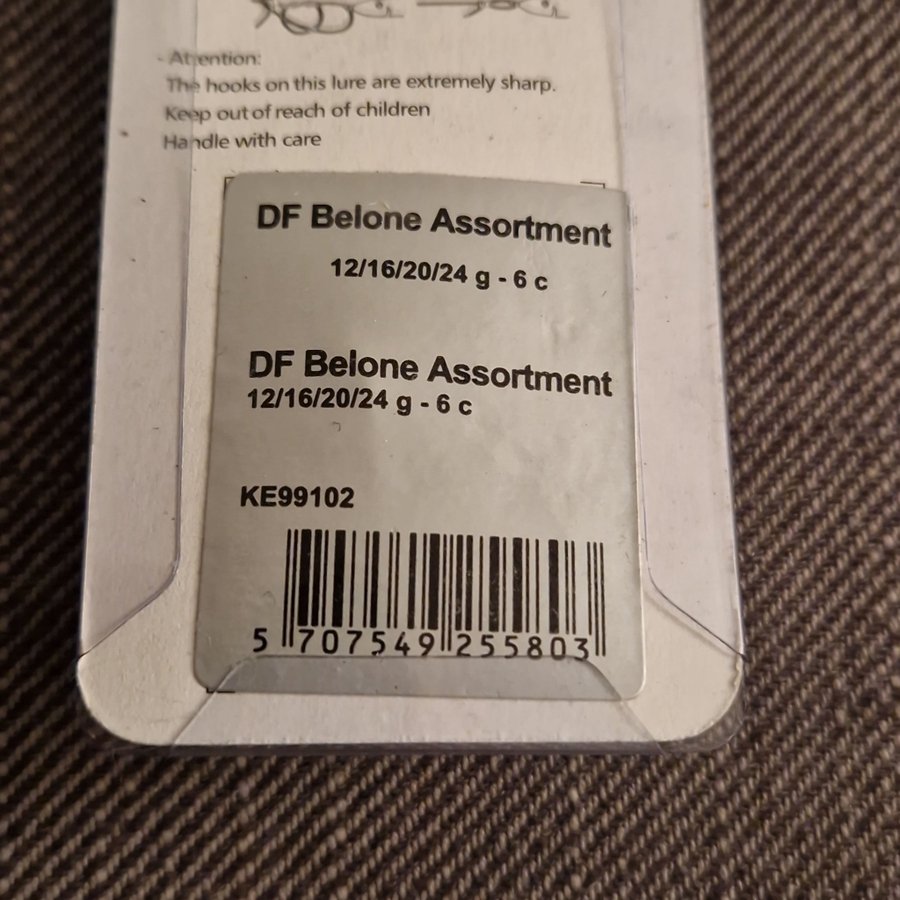 - Attention:
The hooks on this lure are extremely sharp.
Keep out of reach of children
Handle with care
DF Belone Assortment
12/16/20/24 g - 6 c
DF Belone Assortment
12/16/20/24 g - 6 c
KE99102
5 707549 255803